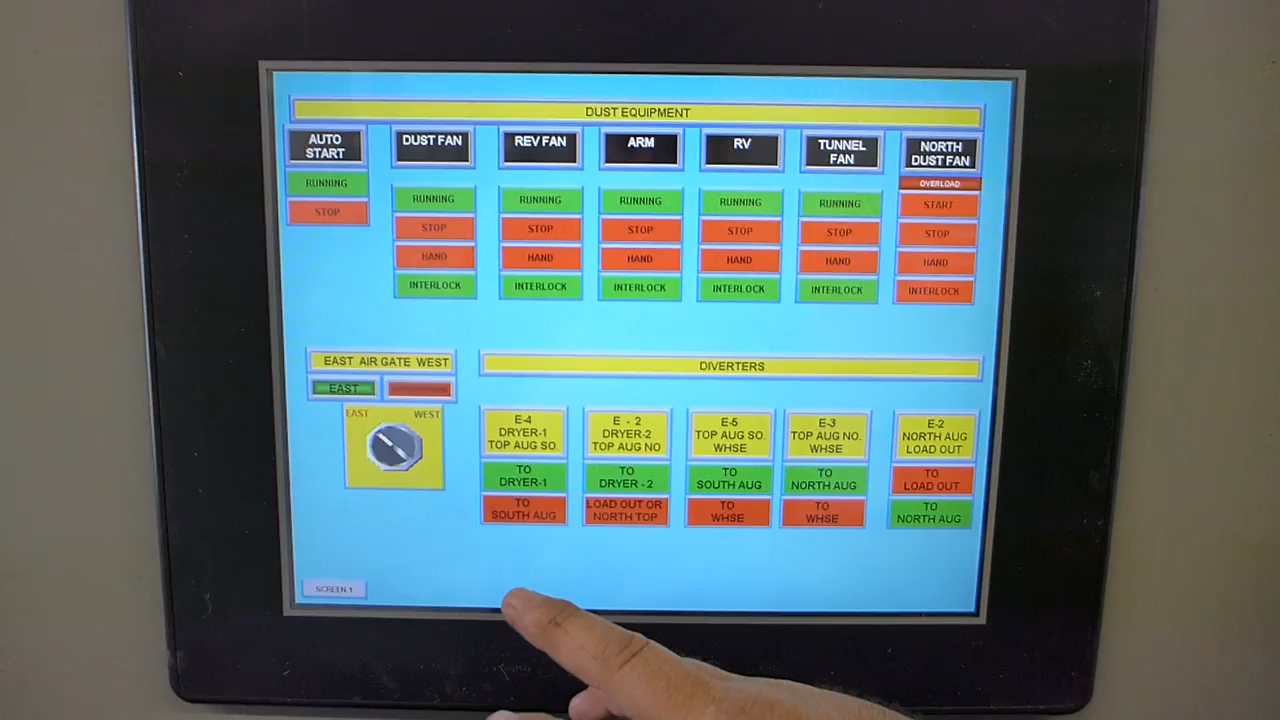 DUST EQUIPMENT
AUTO
START
RUNNING
STOP
DUST FAN
RUNNING
STOP
HAND
INTERLOCK
REV FAN
RUNNING
STOP
HAND
INTERLOCK
ARM
RUNNING
STOP
HAND
INTERLOCK
RV
RUNNING
STOP
HAND
INTERLOCK
TUNNEL
FAN
RUNNING
STOP
HAND
INTERLOCK
NORTH
DUST FAN
OVERLOAD
START
STOP
HAND
INTERLOCK
EAST AIR GATE WEST
EAST
EAST WEST
DIVERTERS
E-4
DRYER-1
TOP AUG SO.
TO
DRYER-1
TO
SOUTH AUG
E - 2
DRYER-2
TOP AUG NO
TO
DRYER - 2
LOAD OUT OR
NORTH TOP
E-5
TOP AUG SO.
WHSE
TO
SOUTH AUG
TO
WHSE
E-3
TOP AUG NO.
WHSE
TO
NORTH AUG
TO
WHSE
E-2
NORTH AUG
LOAD OUT
TO
LOAD OUT
TO
NORTH AUG
SCREEN 1